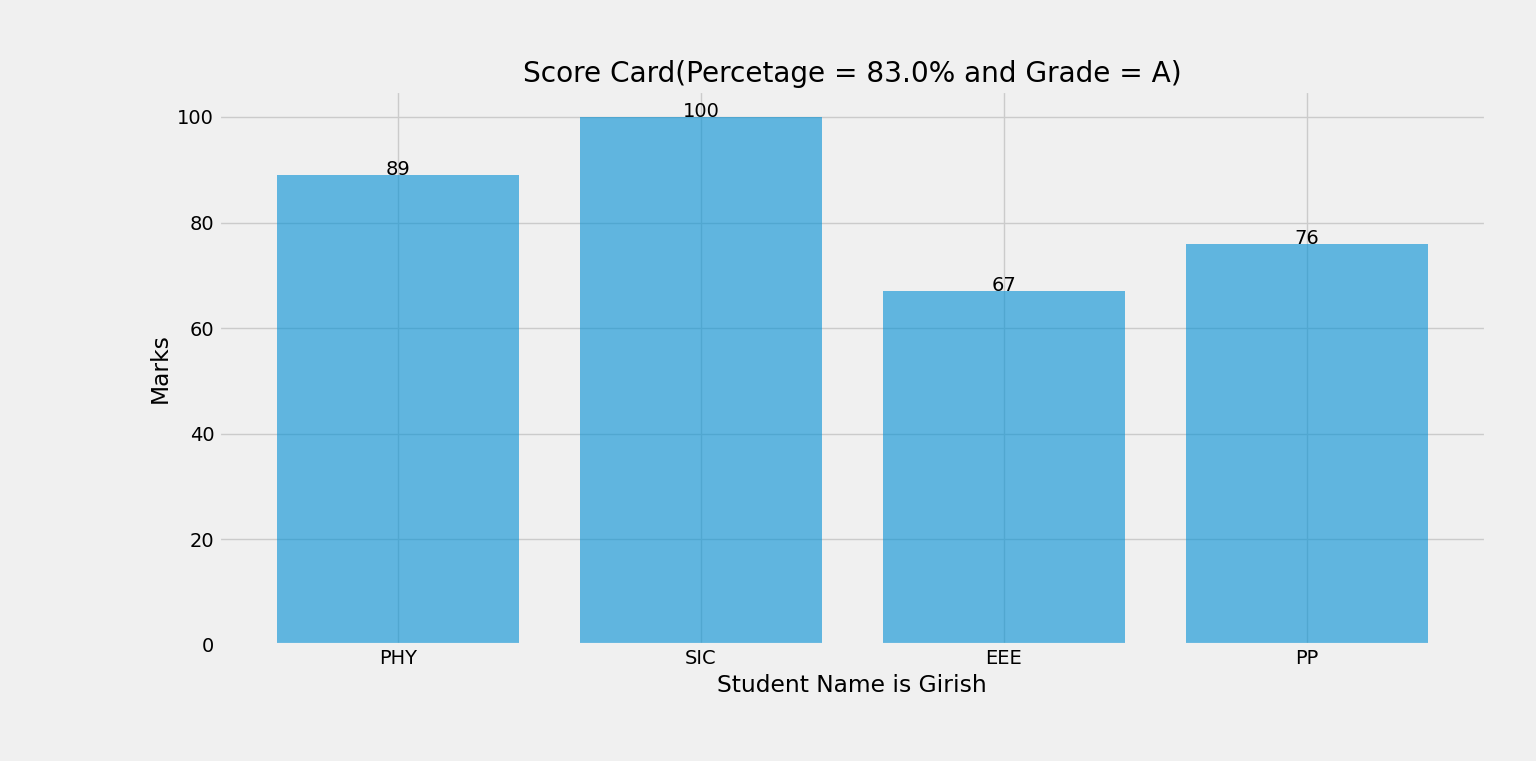 Score Card(Percetage = 83.0% and Grade = A)
100
80
60
40
20
0
Marks
89
100
67
76
PHY
SIC
EEE
PP
Student Name is Girish